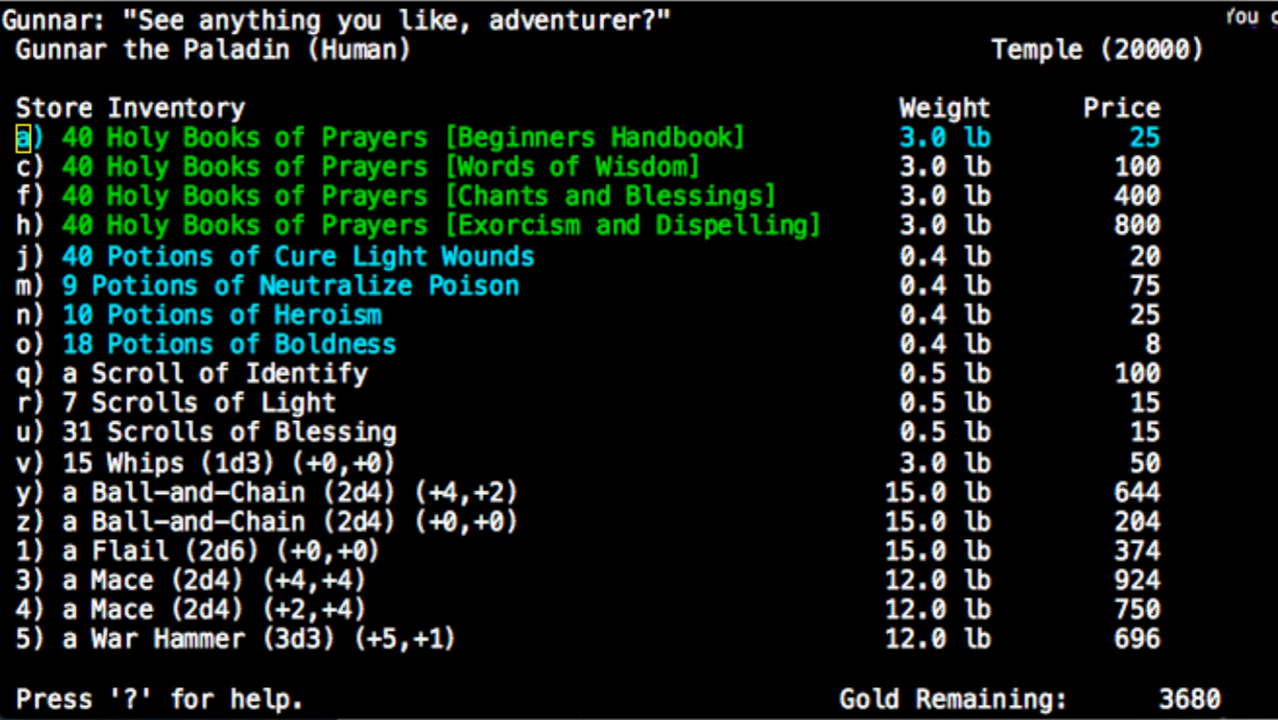 Gunnar: "See anything you like, adventurer?" You
Gunnar the Paladin (Human) Temple (20000)
Store Inventory Weight Price
a) 40 Holy Books of Prayers [Beginners Handbook] 3.0 lb 25
c) 40 Holy Books of Prayers [Words of Wisdom] 3.0 lb 100
f) 40 Holy Books of Prayers [Chants and Blessings] 3.0 lb 400
h) 40 Holy Books of Prayers [Exorcism and Dispelling] 3.0 lb 800
j) 40 Potions of Cure Light Wounds 0.4 lb 20
m) 9 Potions of Neutralize Poison 0.4 lb 75
n) 10 Potions of Heroism 0.4 lb 25
o) 18 Potions of Boldness 0.4 lb 8
q) a Scroll of Identify 0.5 lb 100
r) 7 Scrolls of Light 0.5 lb 15
u) 31 Scrolls of Blessing 0.5 lb 15
v) 15 Whips (1d3) (+0,+0) 3.0 lb 50
y) a Ball-and-Chain (2d4) (+4,+2) 15.0 lb 644
z) a Ball-and-Chain (2d4) (+0,+0) 15.0 lb 204
1) a Flail (2d6) (+0,+0) 15.0 lb 374
3) a Mace (2d4) (+4,+4) 12.0 lb 924
4) a Mace (2d4) (+2,+4) 12.0 lb 750
5) a War Hammer (3d3) (+5,+1) 12.0 lb 696
Press '?' for help. Gold Remaining: 3680